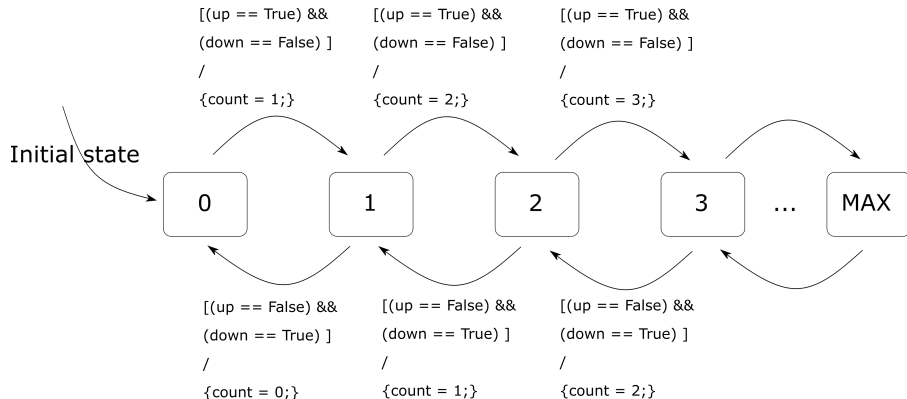 [(up == True) &&
(down == False) ]
/
{count = 1;}
[(up == True) &&
(down == False) ]
/
{count = 2;}
[(up == True) &&
(down == False) ]
/
{count = 3;}
Initial state
0
1
2
3
...
MAX
[(up == False) &&
(down == True) ]
/
{count = 0;}
[(up == False) &&
(down == True) ]
/
{count = 1;}
[(up == False) &&
(down == True) ]
/
{count = 2;}